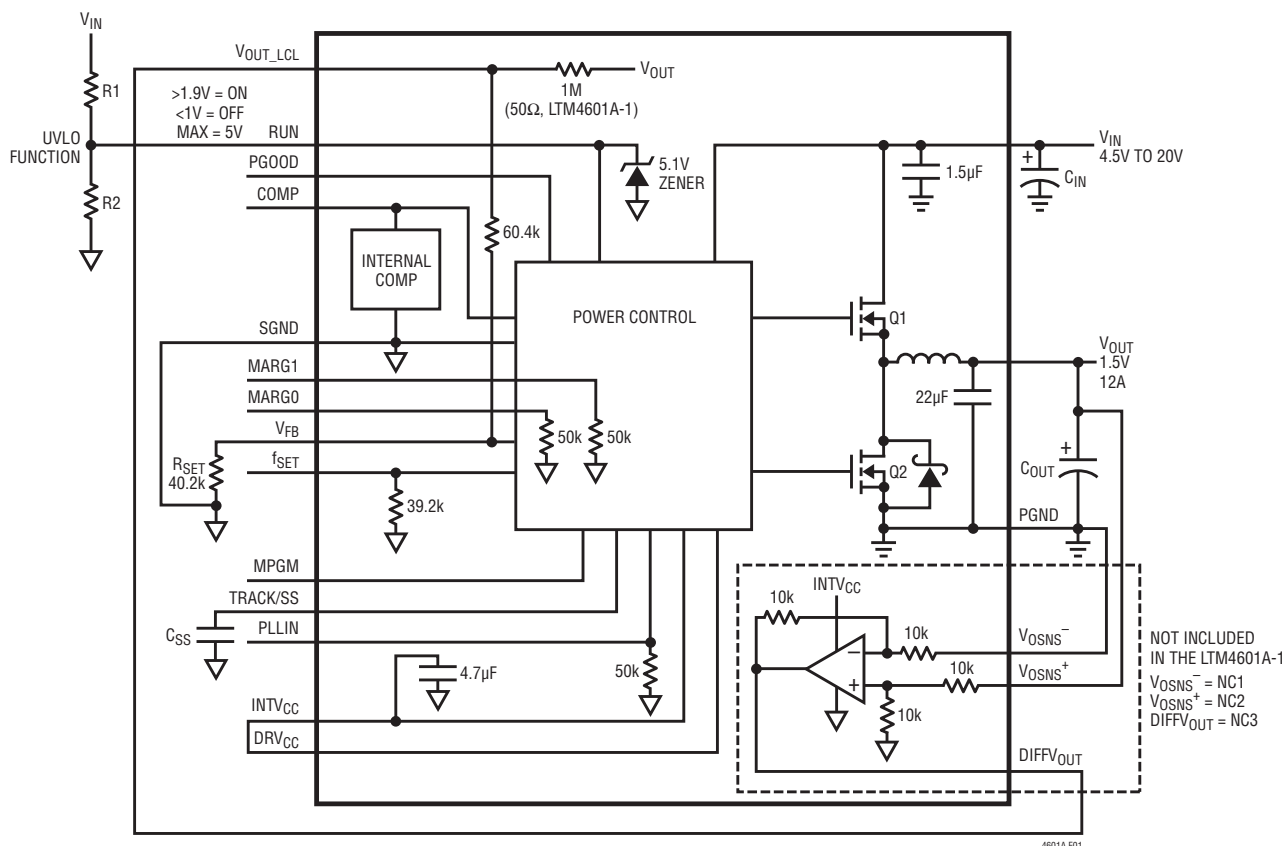 VIN
R1
UVLO
FUNCTION
R2
VOUT_LCL
>1.9V = ON
<1V = OFF
MAX = 5V
RUN
PGOOD
COMP
1M
(50Ω, LTM4601A-1)
VOUT
5.1V
ZENER
60.4k
INTERNAL
COMP
POWER CONTROL
1.5µF
CIN
VIN
4.5V TO 20V
SGND
MARG1
MARG0
VFB
fSET
RSET
40.2k
39.2k
50k
50k
Q1
22µF
VOUT
1.5V
12A
Q2
COUT
PGND
MPGM
TRACK/SS
CSS
PLLIN
50k
4.7µF
INTVCC
DRVCC
INTVCC
10k
10k
10k
10k
–
+
VOSNS–
VOSNS+
DIFFVOUT
NOT INCLUDED
IN THE LTM4601A-1
VOSNS– = NC1
VOSNS+ = NC2
DIFFVOUT = NC3
+
+
4601A F01